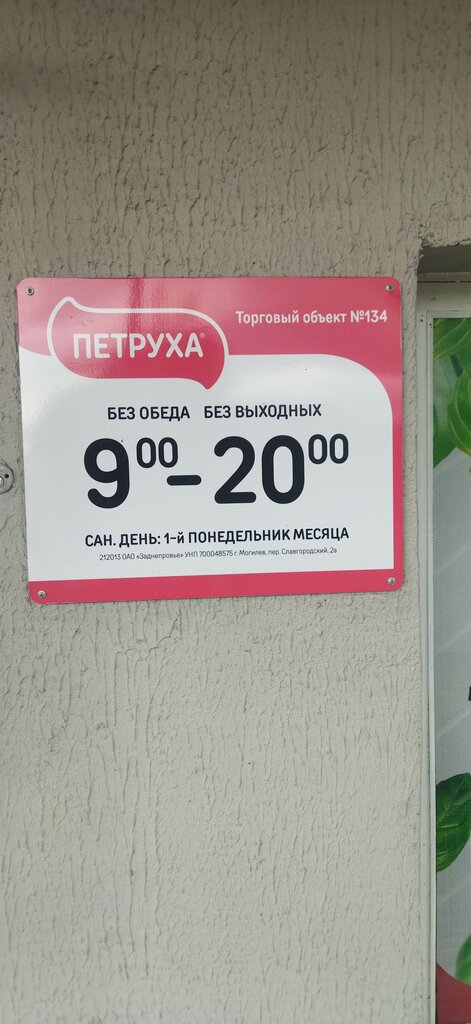 Торговый объект №134
ПЕТРУХА®
БЕЗ ОБЕДА БЕЗ ВЫХОДНЫХ
9⁰⁰-20⁰⁰
САН. ДЕНЬ: 1-й ПОНЕДЕЛЬНИК МЕСЯЦА
212013 ОАО «Заднепровье» УНП 700048575 г. Могилев, пер. Славгородский, 2а